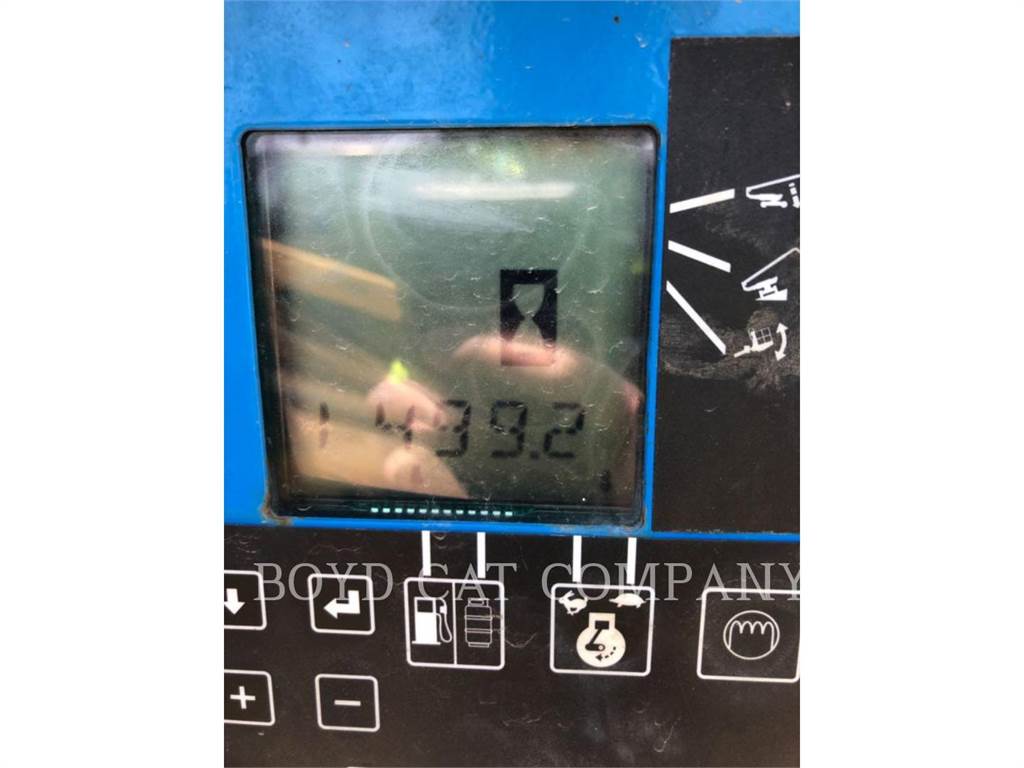 1439.2
BOYD CAT COMPANY
+ −